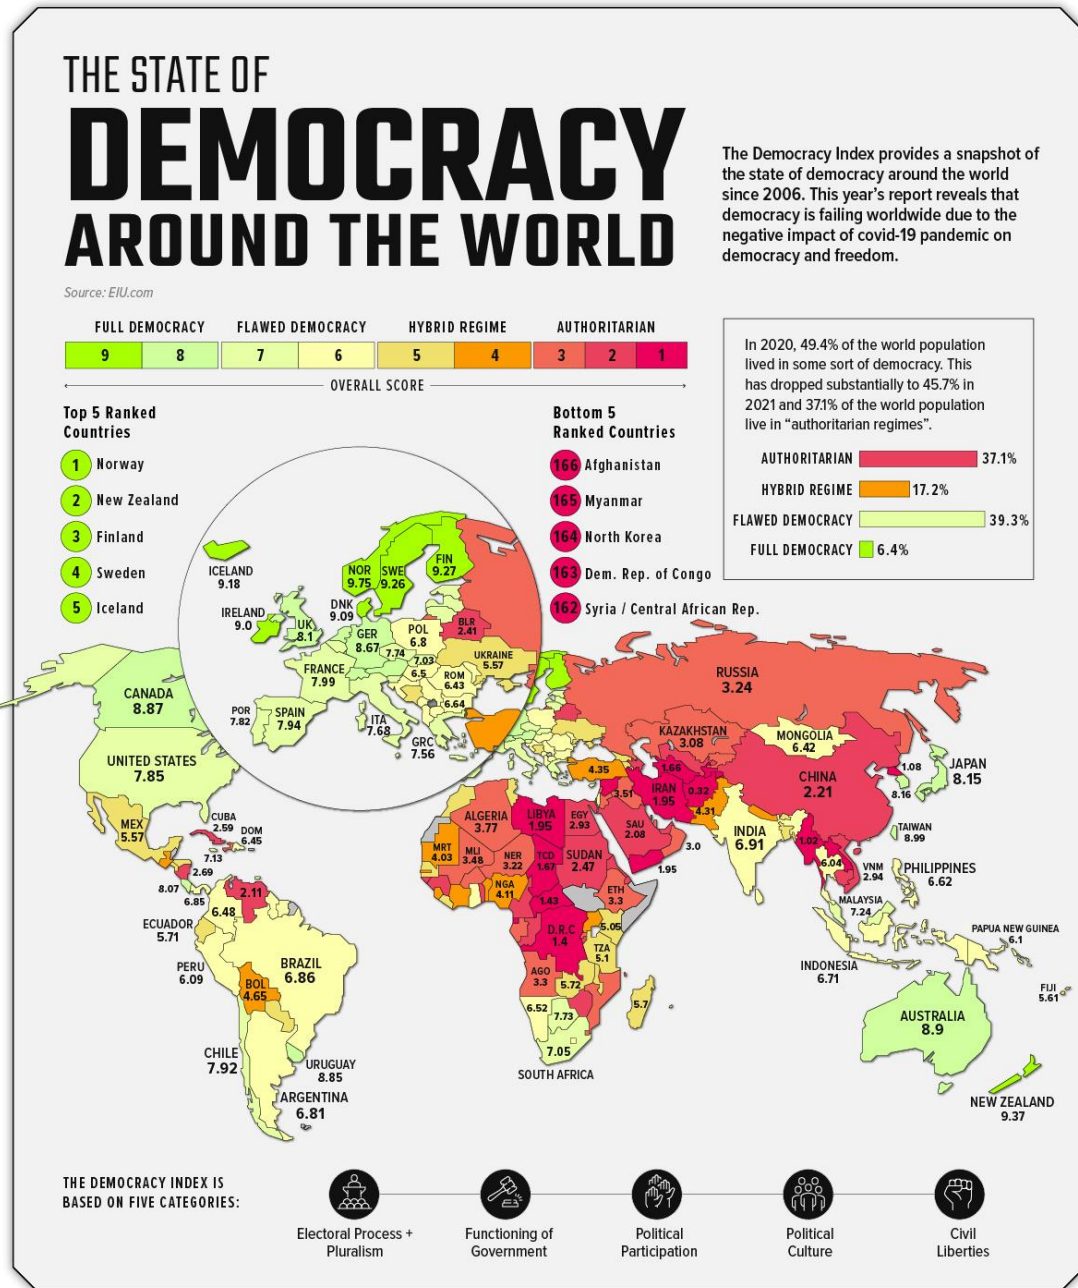 THE STATE OF
DEMOCRACY
AROUND THE WORLD
Source: EIU.com
The Democracy Index provides a snapshot of
the state of democracy around the world
since 2006. This year's report reveals that
democracy is failing worldwide due to the
negative impact of covid-19 pandemic on
democracy and freedom.
FULL DEMOCRACY FLAWED DEMOCRACY HYBRID REGIME AUTHORITARIAN
9 8 7 6 5 4 3 2 1
OVERALL SCORE
In 2020, 49.4% of the world population
lived in some sort of democracy. This
has dropped substantially to 45.7% in
2021 and 37.1% of the world population
live in "authoritarian regimes".
AUTHORITARIAN 37.1%
HYBRID REGIME 17.2%
FLAWED DEMOCRACY 39.3%
FULL DEMOCRACY 6.4%
Top 5 Ranked
Countries
1 Norway
2 New Zealand
3 Finland
4 Sweden
5 Iceland
Bottom 5
Ranked Countries
166 Afghanistan
165 Myanmar
164 North Korea
163 Dem. Rep. of Congo
162 Syria / Central African Rep.
ICELAND
9.18
NOR
9.75
SWE
9.26
FIN
9.27
IRELAND
9.0
UK
8.1
DNK
9.09
GER
8.67
POL
6.8
BLR
2.41
7.74
7.03
6.5
UKRAINE
5.57
FRANCE
7.99
ROM
6.43
6.64
POR
7.82
SPAIN
7.94
ITA
7.68
GRC
7.56
CANADA
8.87
UNITED STATES
7.85
MEX
5.57
CUBA
2.59
DOM
6.45
7.13
2.69
8.07
6.85
2.11
6.48
ECUADOR
5.71
PERU
6.09
BRAZIL
6.86
BOL
4.65
CHILE
7.92
URUGUAY
8.85
ARGENTINA
6.81
RUSSIA
3.24
KAZAKHSTAN
3.08
MONGOLIA
6.42
CHINA
2.21
1.08
JAPAN
8.15
8.16
TAIWAN
8.99
4.35
1.66
3.51
IRAN
1.95
0.32
4.31
INDIA
6.91
1.02
6.04
VNM
2.94
PHILIPPINES
6.62
MALAYSIA
7.24
INDONESIA
6.71
PAPUA NEW GUINEA
6.1
FIJI
5.61
AUSTRALIA
8.9
NEW ZEALAND
9.37
ALGERIA
3.77
LIBYA
1.95
EGY
2.93
SAU
2.08
3.0
1.95
MRT
4.03
MLI
3.48
NER
3.22
TCD
1.67
SUDAN
2.47
NGA
4.11
ETH
3.3
1.43
D.R.C
1.4
5.05
TZA
5.1
AGO
3.3
5.72
6.52
7.73
5.7
7.05
SOUTH AFRICA
THE DEMOCRACY INDEX IS
BASED ON FIVE CATEGORIES:
Electoral Process +
Pluralism
Functioning of
Government
Political
Participation
Political
Culture
Civil
Liberties